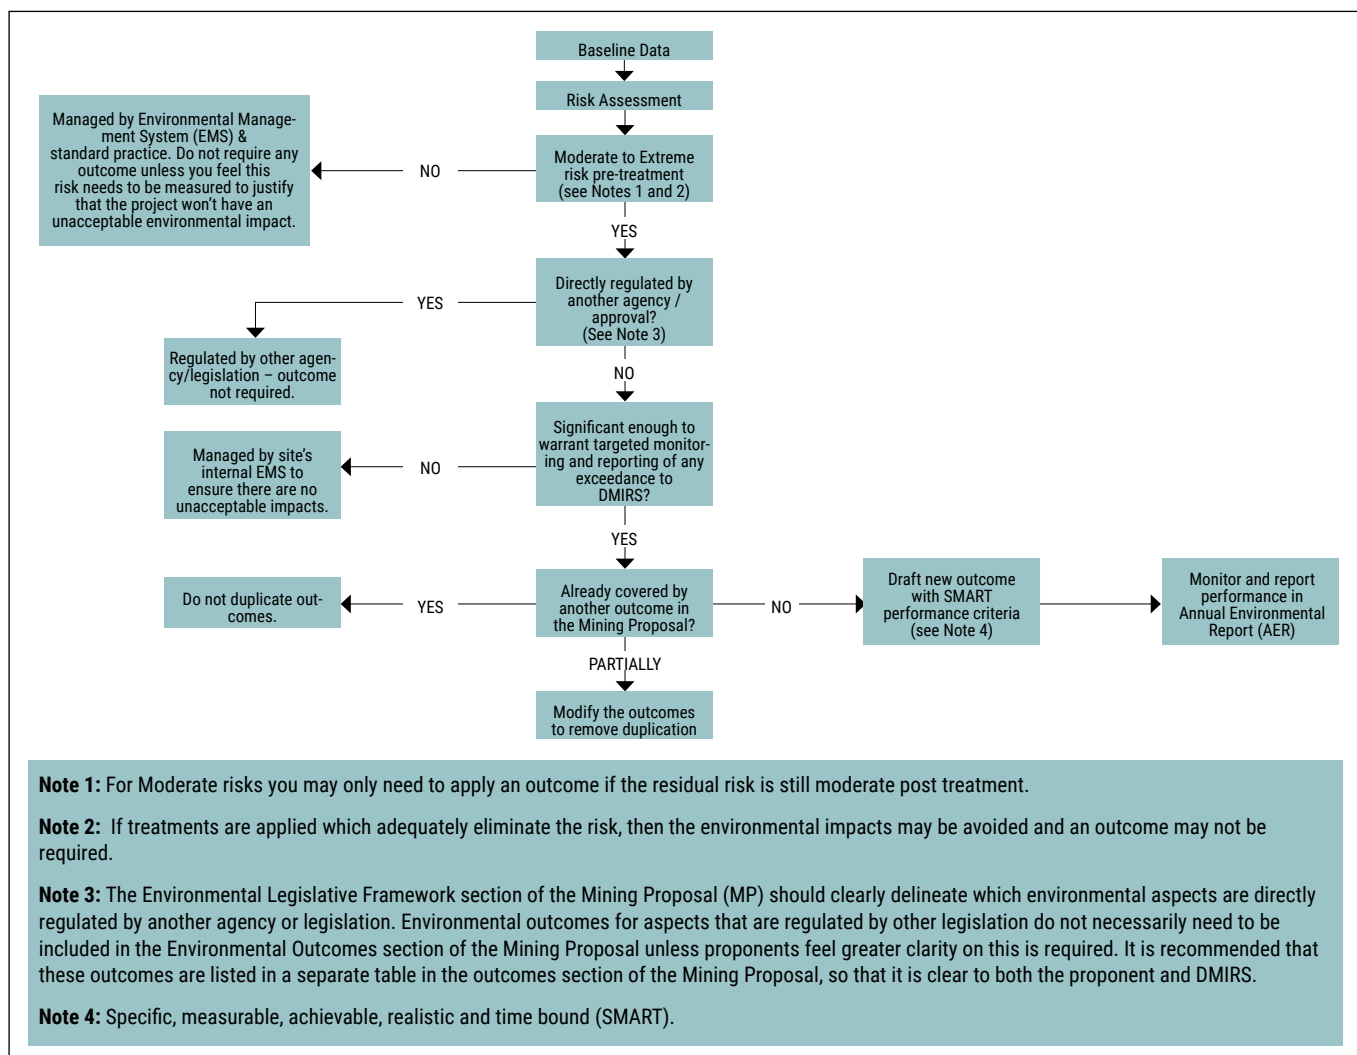 Baseline Data
Risk Assessment
Managed by Environmental Manage-
ment System (EMS) &
standard practice. Do not require any
outcome unless you feel this
risk needs to be measured to justify
that the project won't have an
unacceptable environmental impact.
NO
Moderate to Extreme
risk pre-treatment
(see Notes 1 and 2)
YES
Directly regulated by
another agency /
approval?
(See Note 3)
YES
Regulated by other agen-
cy/legislation – outcome
not required.
NO
Significant enough to
warrant targeted monitor-
ing and reporting of any
exceedance to
DMIRS?
NO
Managed by site's
internal EMS to
ensure there are no
unacceptable impacts.
YES
Already covered by
another outcome in
the Mining Proposal?
YES
Do not duplicate out-
comes.
NO
Draft new outcome
with SMART
performance criteria
(see Note 4)
Monitor and report
performance in
Annual Environmental
Report (AER)
PARTIALLY
Modify the outcomes
to remove duplication
Note 1: For Moderate risks you may only need to apply an outcome if the residual risk is still moderate post treatment.
Note 2: If treatments are applied which adequately eliminate the risk, then the environmental impacts may be avoided and an outcome may not be
required.
Note 3: The Environmental Legislative Framework section of the Mining Proposal (MP) should clearly delineate which environmental aspects are directly
regulated by another agency or legislation. Environmental outcomes for aspects that are regulated by other legislation do not necessarily need to be
included in the Environmental Outcomes section of the Mining Proposal unless proponents feel greater clarity on this is required. It is recommended that
these outcomes are listed in a separate table in the outcomes section of the Mining Proposal, so that it is clear to both the proponent and DMIRS.
Note 4: Specific, measurable, achievable, realistic and time bound (SMART).